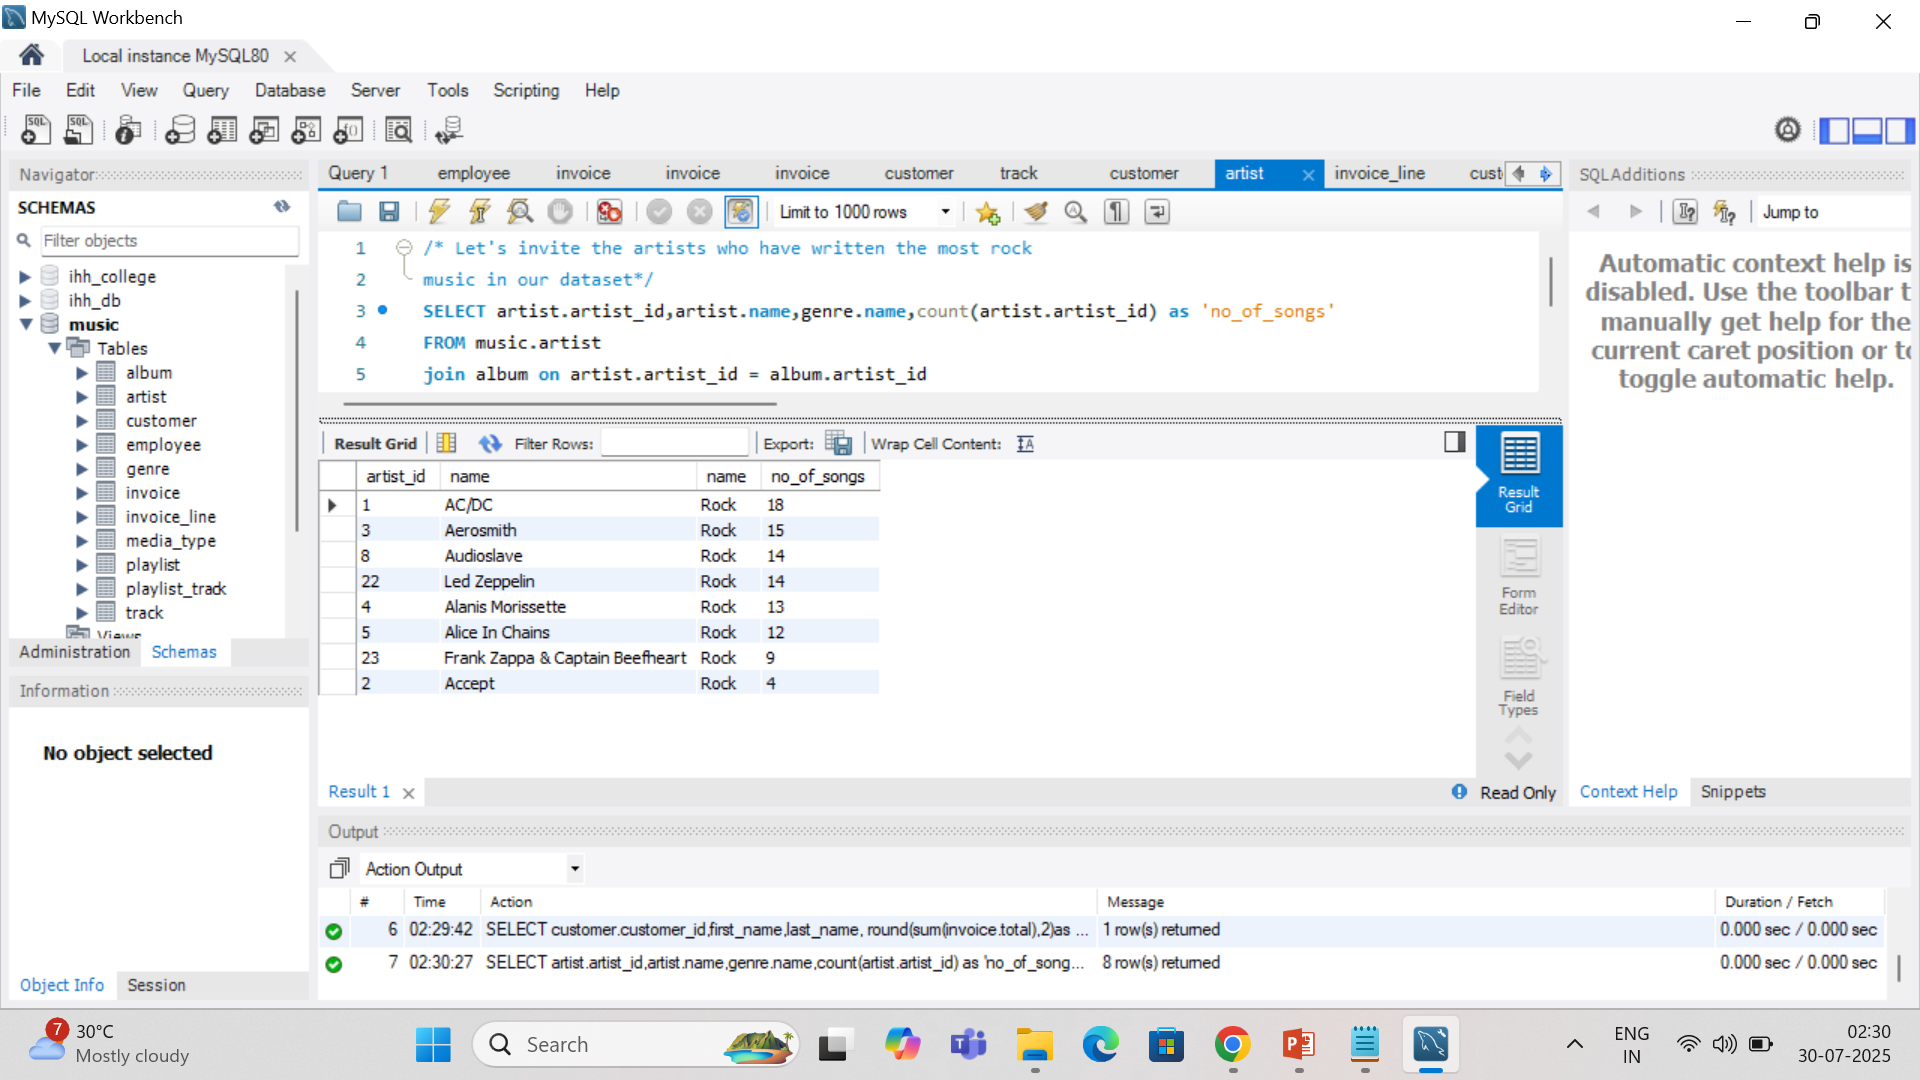 MySQL Workbench
Local instance MySQL80
File Edit View Query Database Server Tools Scripting Help
Navigator
SCHEMAS
Filter objects
ihh_college
ihh_db
music
Tables
album
artist
customer
employee
genre
invoice
invoice_line
media_type
playlist
playlist_track
track
Views
Administration Schemas
Information
No object selected
Object Info Session
Query 1 employee invoice invoice invoice customer track customer artist invoice_line cust
Limit to 1000 rows
1 /* Let's invite the artists who have written the most rock
2 music in our dataset*/
3 SELECT artist.artist_id,artist.name,genre.name,count(artist.artist_id) as 'no_of_songs'
4 FROM music.artist
5 join album on artist.artist_id = album.artist_id
Result Grid Filter Rows: Export: Wrap Cell Content:
artist_id name name no_of_songs
1 AC/DC Rock 18
3 Aerosmith Rock 15
8 Audioslave Rock 14
22 Led Zeppelin Rock 14
4 Alanis Morissette Rock 13
5 Alice In Chains Rock 12
23 Frank Zappa & Captain Beefheart Rock 9
2 Accept Rock 4
Result
Grid
Form
Editor
Field
Types
Result 1
Read Only
SQLAdditions
Jump to
Automatic context help is
disabled. Use the toolbar t
manually get help for the
current caret position or to
toggle automatic help.
Context Help Snippets
Output
Action Output
# Time Action Message Duration / Fetch
6 02:29:42 SELECT customer.customer_id,first_name,last_name, round(sum(invoice.total),2)as ... 1 row(s) returned 0.000 sec / 0.000 sec
7 02:30:27 SELECT artist.artist_id,artist.name,genre.name,count(artist.artist_id) as 'no_of_song... 8 row(s) returned 0.000 sec / 0.000 sec
7
30°C
Mostly cloudy
Search
ENG
IN
02:30
30-07-2025